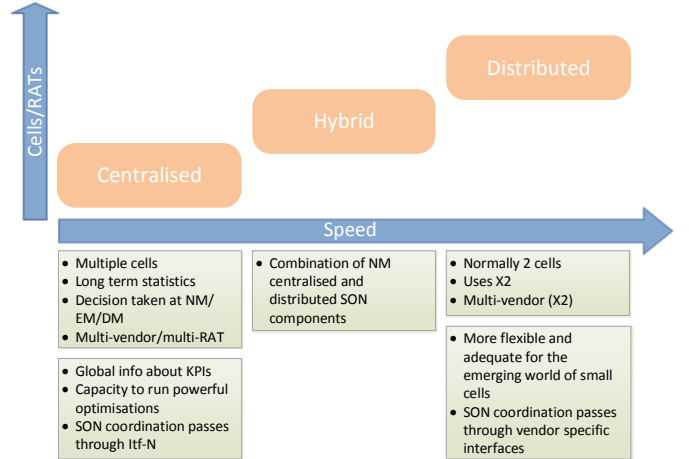 Cells/RATs
Distributed
Hybrid
Centralised
Speed
• Multiple cells
• Long term statistics
• Decision taken at NM/
EM/DM
• Multi-vendor/multi-RAT
• Global info about KPIs
• Capacity to run powerful
optimisations
• SON coordination passes
through Itf-N
• Combination of NM
centralised and
distributed SON
components
• Normally 2 cells
• Uses X2
• Multi-vendor (X2)
• More flexible and
adequate for the
emerging world of small
cells
• SON coordination passes
through vendor specific
interfaces